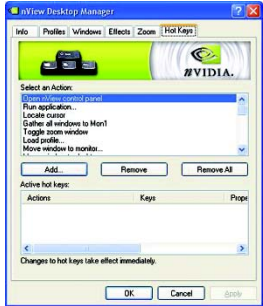 nView Desktop Manager
Info Profiles Windows Effects Zoom Hot Keys
nVIDIA.
Select an Action:
Open nView control panel
Run application...
Locate cursor
Gather all windows to Mon1
Toggle zoom window
Load profile...
Move window to monitor...
Add... Remove Remove All
Active hot keys:
Actions Keys Prope
Changes to hot keys take effect immediately.
OK Cancel Apply